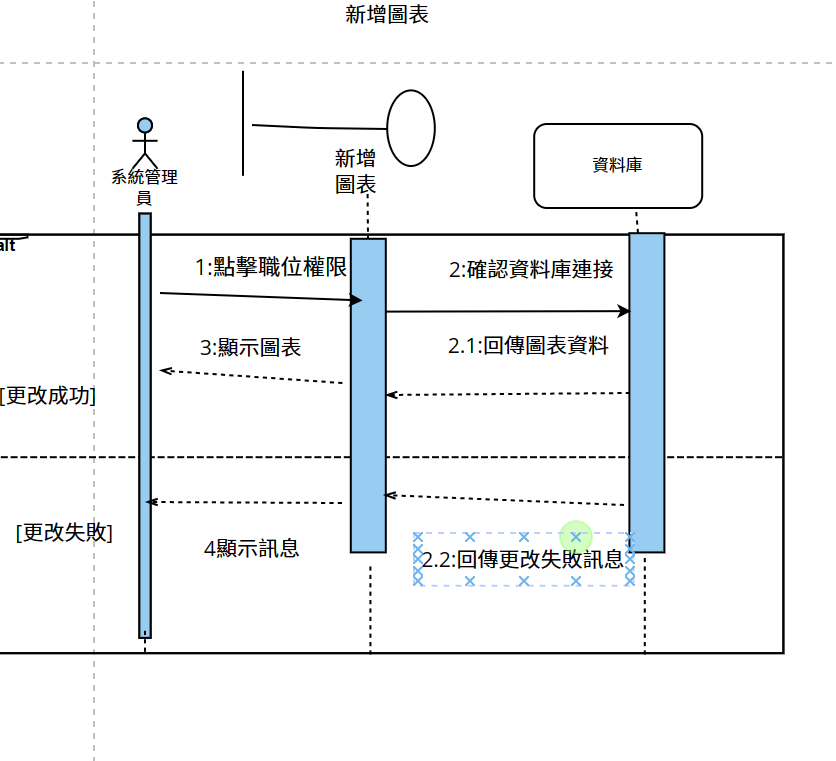 新增圖表
系統管理
員
新增
圖表
資料庫
alt
1:點擊職位權限
2:確認資料庫連接
3:顯示圖表
2.1:回傳圖表資料
[更改成功]
[更改失敗]
4顯示訊息
2.2:回傳更改失敗訊息